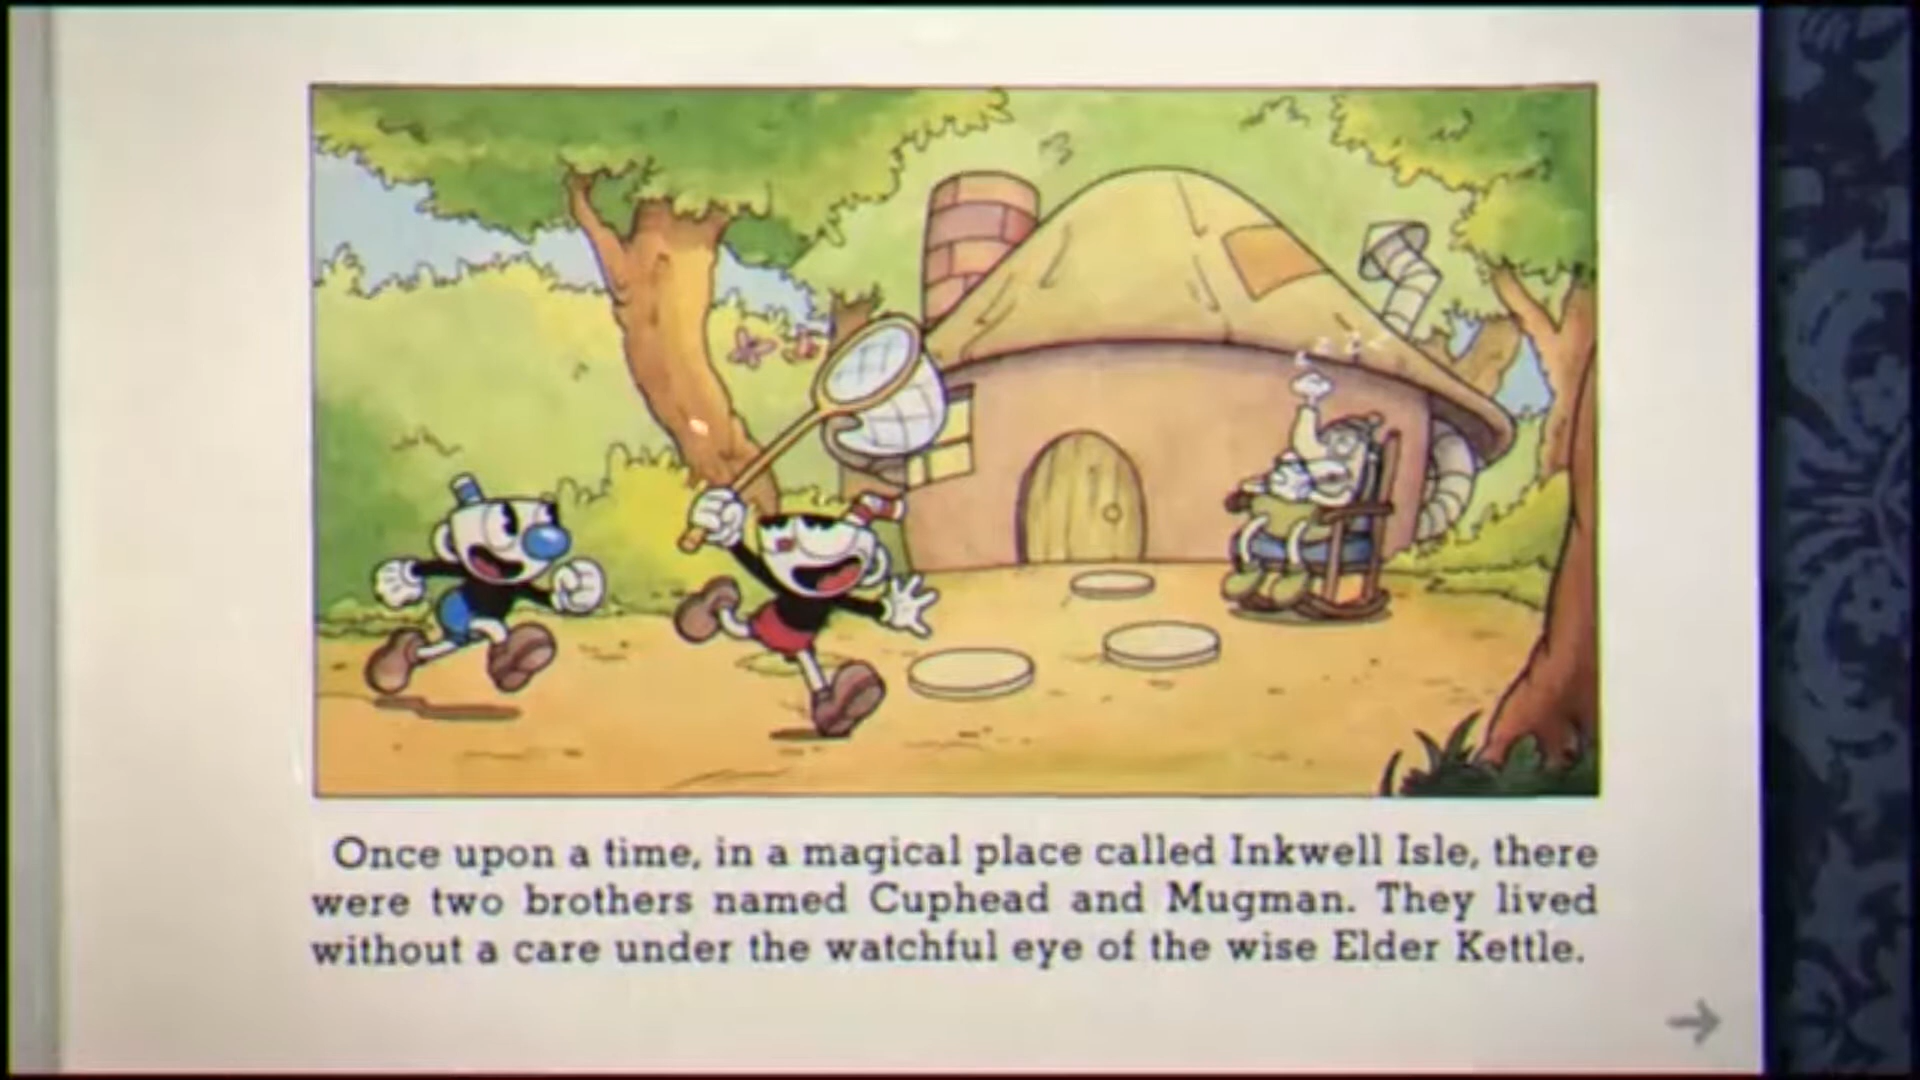 Once upon a time, in a magical place called Inkwell Isle, there
were two brothers named Cuphead and Mugman. They lived
without a care under the watchful eye of the wise Elder Kettle.